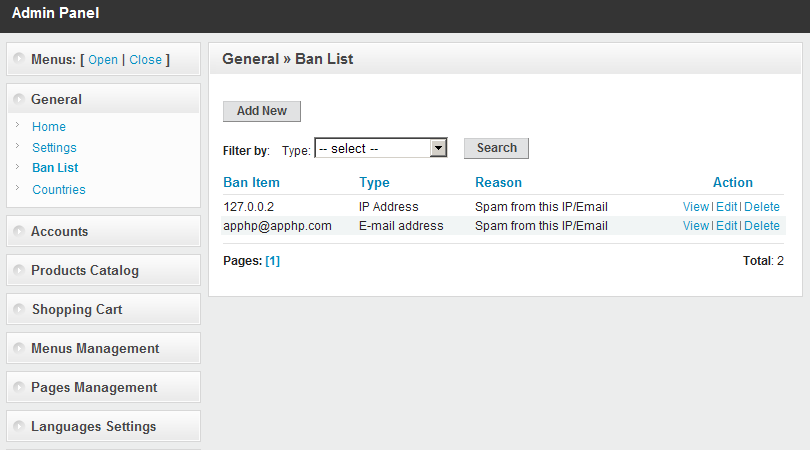 Admin Panel
Menus: [ Open | Close ]
General
Home
Settings
Ban List
Countries
Accounts
Products Catalog
Shopping Cart
Menus Management
Pages Management
Languages Settings
General » Ban List
Add New
Filter by: Type: -- select -- Search
Ban Item Type Reason Action
127.0.0.2 IP Address Spam from this IP/Email View | Edit | Delete
apphp@apphp.com E-mail address Spam from this IP/Email View | Edit | Delete
Pages: [1] Total: 2